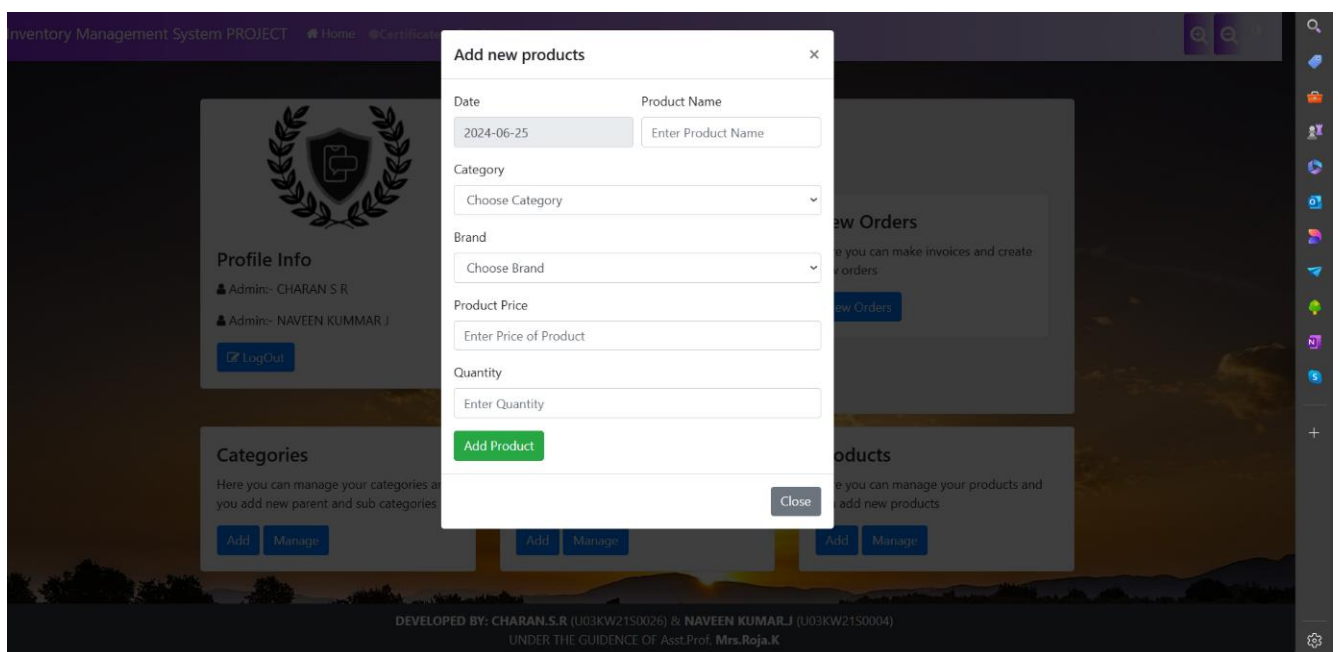 Inventory Management System PROJECT Home Certificate
Add new products ×
Date Product Name
2024-06-25 Enter Product Name
Category
Choose Category
Brand
Choose Brand
Product Price
Enter Price of Product
Quantity
Enter Quantity
Add Product
Close
Profile Info
Admin:- CHARAN S R
Admin:- NAVEEN KUMMAR J
LogOut
ew Orders
e you can make invoices and create
orders
ew Orders
Categories
Here you can manage your categories a
you add new parent and sub categories
Add Manage
Add Manage
oducts
e you can manage your products and
add new products
Add Manage
DEVELOPED BY: CHARAN.S.R (U03KW21S0026) & NAVEEN KUMAR.J (U03KW21S0004)
UNDER THE GUIDENCE OF Asst.Prof. Mrs.Roja.K